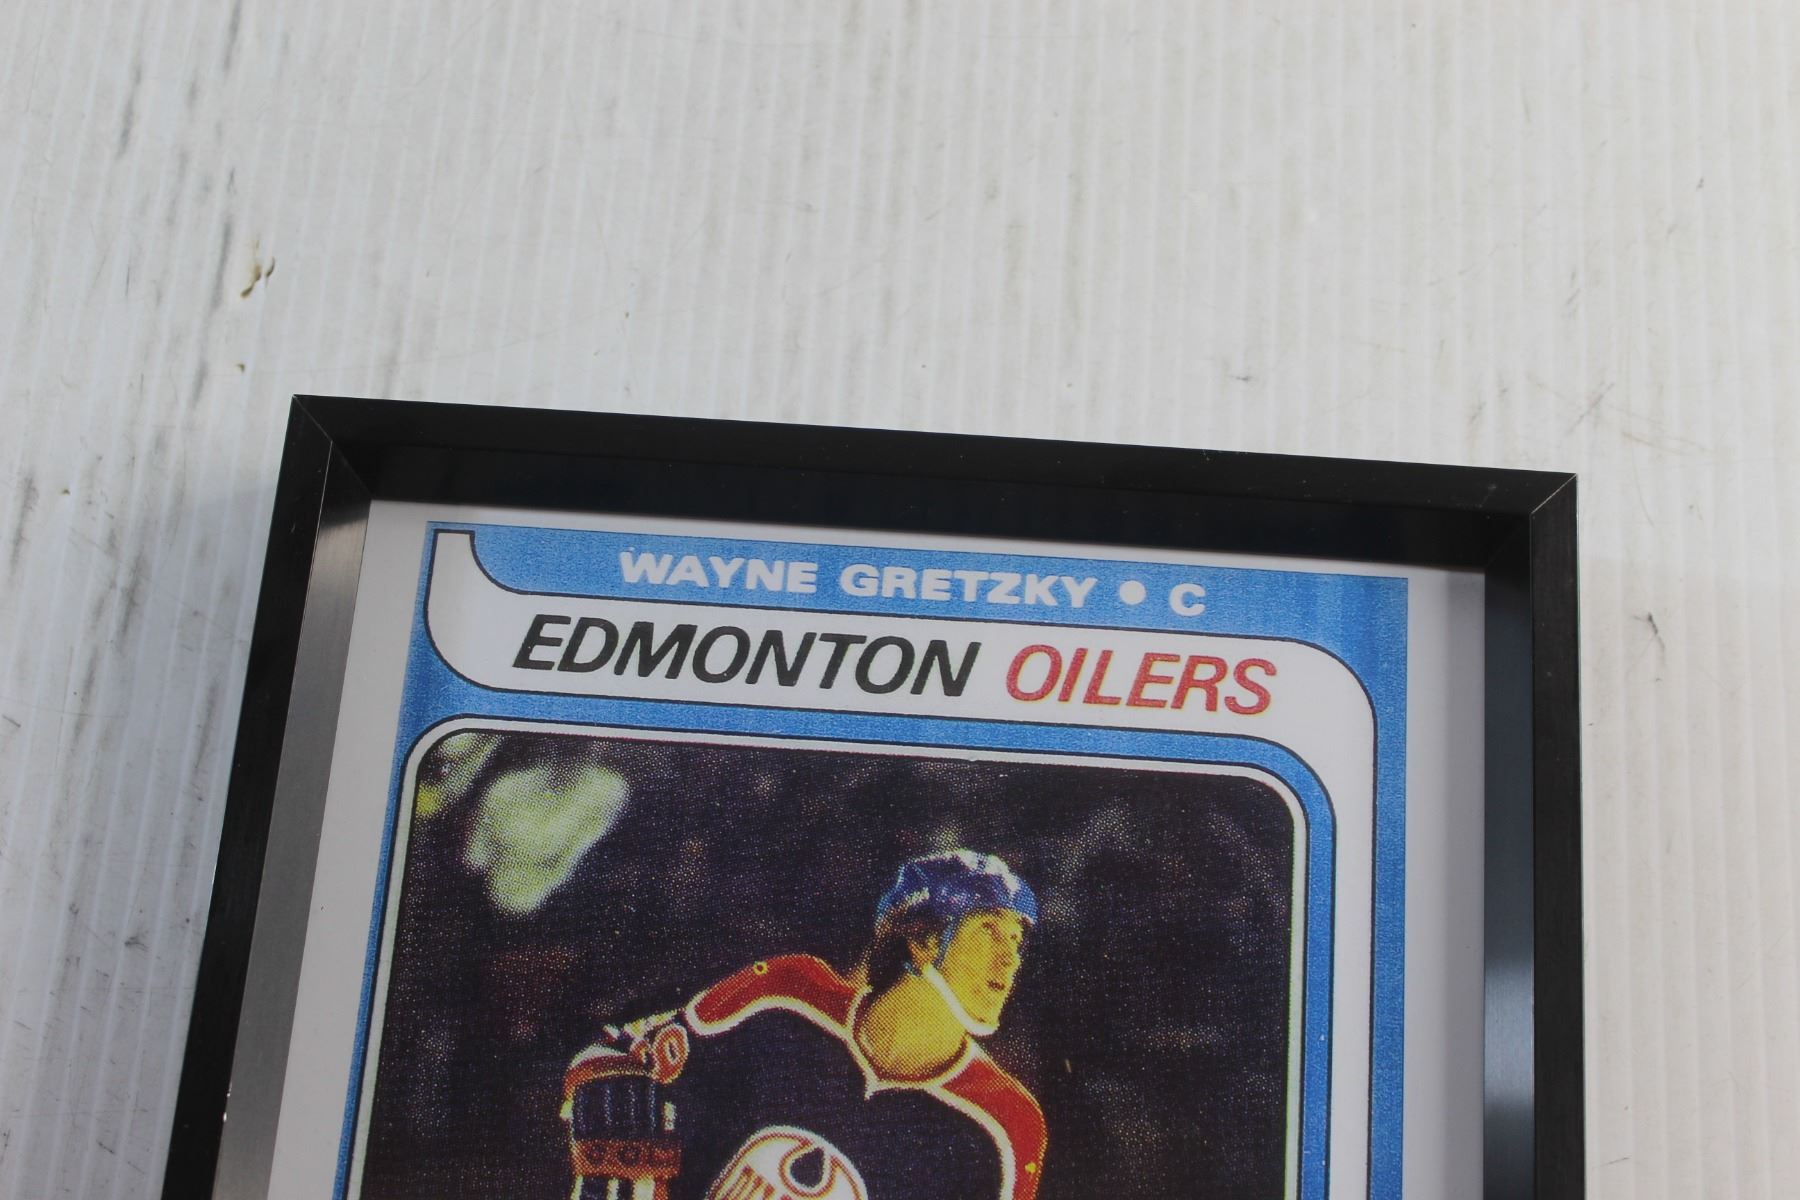 WAYNE GRETZKY • C
EDMONTON OILERS